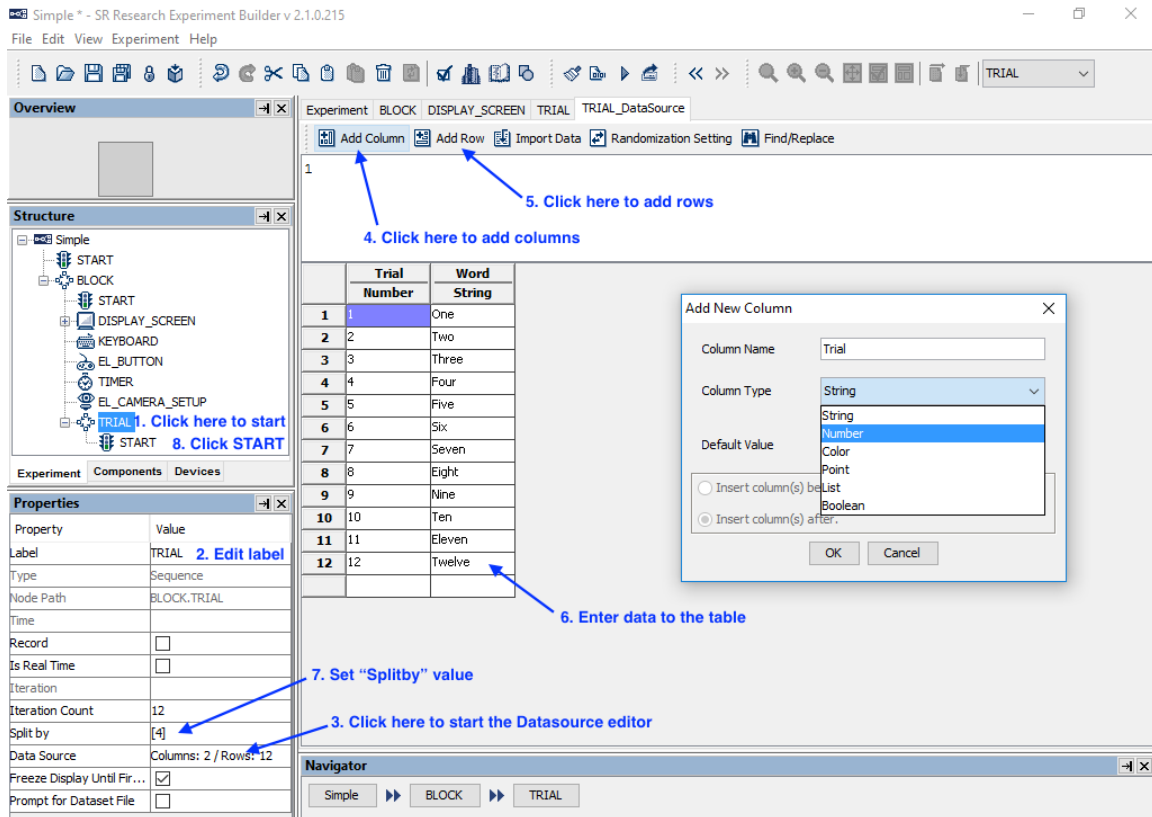 Simple * - SR Research Experiment Builder v 2.1.0.215
File Edit View Experiment Help
TRIAL
Overview
Structure
Simple
START
BLOCK
START
DISPLAY_SCREEN
KEYBOARD
EL_BUTTON
TIMER
EL_CAMERA_SETUP
TRIAL 1. Click here to start
START 8. Click START
Experiment Components Devices
Properties
Property Value
Label TRIAL 2. Edit label
Type Sequence
Node Path BLOCK.TRIAL
Time
Record
Is Real Time
Iteration
Iteration Count 12
Split by [4]
Data Source Columns: 2 / Rows: 12
Freeze Display Until Fir...
Prompt for Dataset File
Experiment BLOCK DISPLAY_SCREEN TRIAL TRIAL_DataSource
Add Column Add Row Import Data Randomization Setting Find/Replace
1
5. Click here to add rows
4. Click here to add columns
Trial Word
Number String
1 1 One
2 2 Two
3 3 Three
4 4 Four
5 5 Five
6 6 Six
7 7 Seven
8 8 Eight
9 9 Nine
10 10 Ten
11 11 Eleven
12 12 Twelve
6. Enter data to the table
7. Set “Splitby” value
3. Click here to start the Datasource editor
Add New Column
Column Name Trial
Column Type String
String
Number
Default Value
Color
Point
Insert column(s) be
List
Boolean
Insert column(s) after.
OK Cancel
Navigator
Simple BLOCK TRIAL